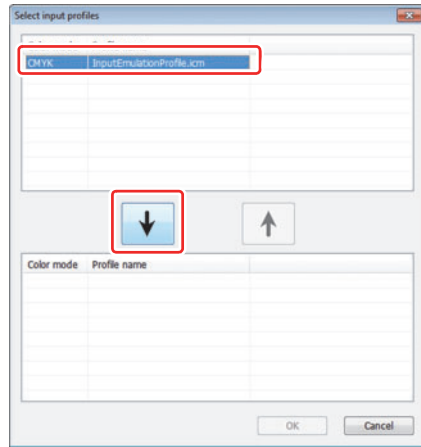 Select input profiles
CMYK InputEmulationProfile.icm
Color mode Profile name
OK Cancel